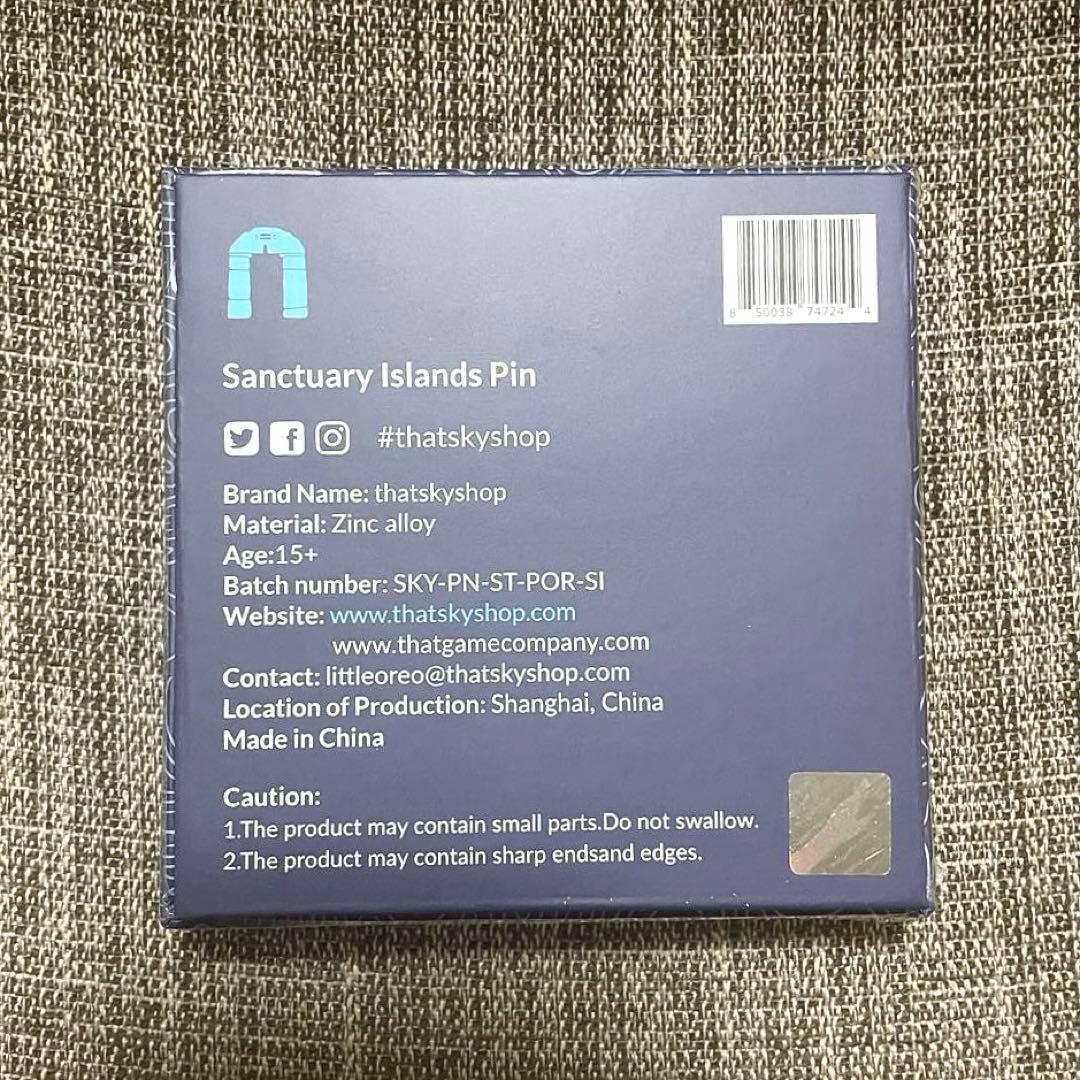 8 50038 74724 4
Sanctuary Islands Pin
#thatskyshop
Brand Name: thatskyshop
Material: Zinc alloy
Age:15+
Batch number: SKY-PN-ST-POR-SI
Website: www.thatskyshop.com
www.thatgamecompany.com
Contact: littleoreo@thatskyshop.com
Location of Production: Shanghai, China
Made in China
Caution:
1.The product may contain small parts.Do not swallow.
2.The product may contain sharp endsand edges.